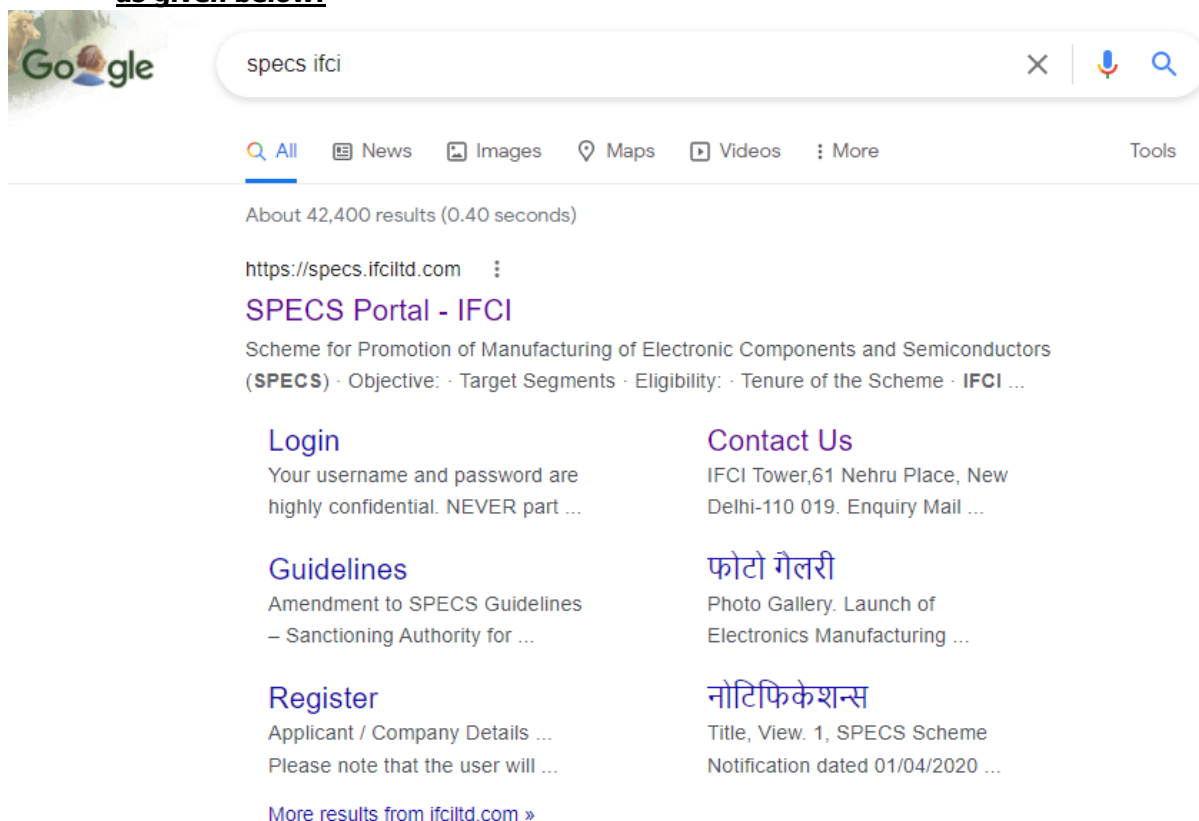 as given below:
Google
specs ifci
All News Images Maps Videos More Tools
About 42,400 results (0.40 seconds)
https://specs.ifciltd.com
SPECS Portal - IFCI
Scheme for Promotion of Manufacturing of Electronic Components and Semiconductors
(SPECS) · Objective: · Target Segments · Eligibility: · Tenure of the Scheme · IFCI ...
Login
Your username and password are
highly confidential. NEVER part ...
Contact Us
IFCI Tower,61 Nehru Place, New
Delhi-110 019. Enquiry Mail ...
Guidelines
Amendment to SPECS Guidelines
– Sanctioning Authority for ...
फोटो गैलरी
Photo Gallery. Launch of
Electronics Manufacturing ...
Register
Applicant / Company Details ...
Please note that the user will ...
नोटिफिकेशन्स
Title, View. 1, SPECS Scheme
Notification dated 01/04/2020 ...
More results from ifciltd.com »